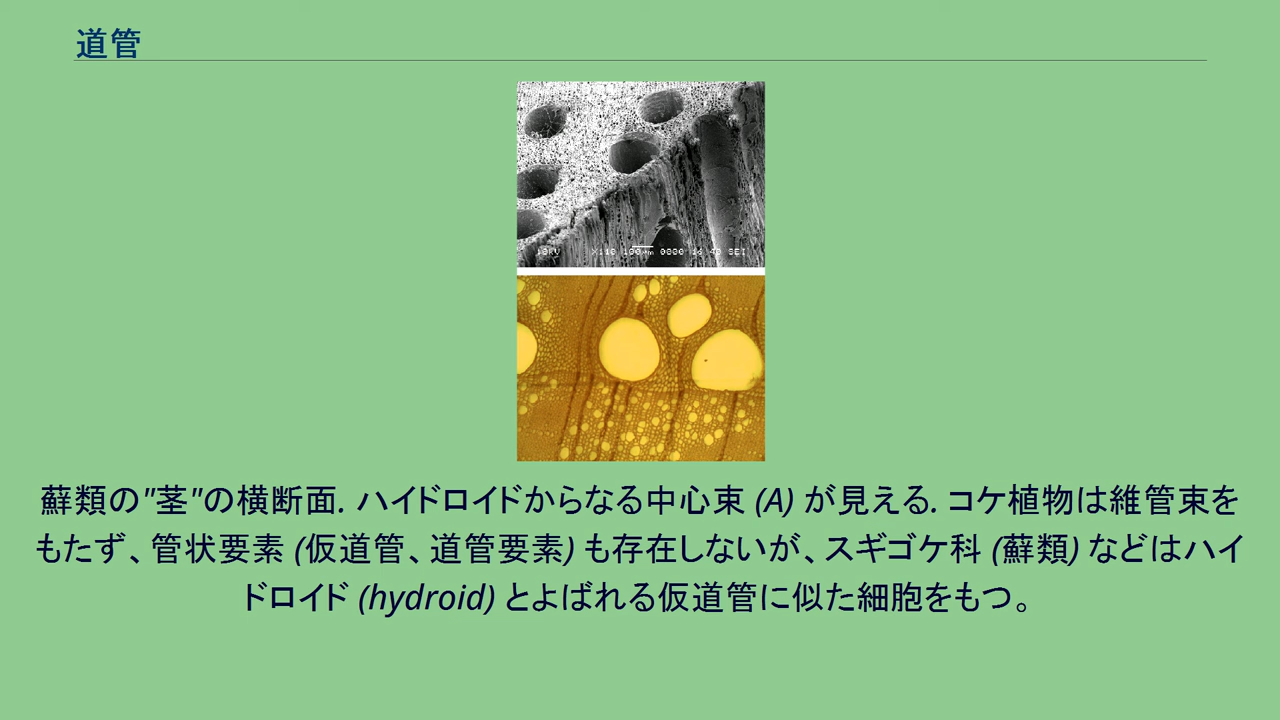 道管
蘚類の"茎"の横断面. ハイドロイドからなる中心束 (A) が見える. コケ植物は維管束を
もたず、管状要素 (仮道管、道管要素) も存在しないが、スギゴケ科 (蘚類) などはハイ
ドロイド (hydroid) とよばれる仮道管に似た細胞をもつ。